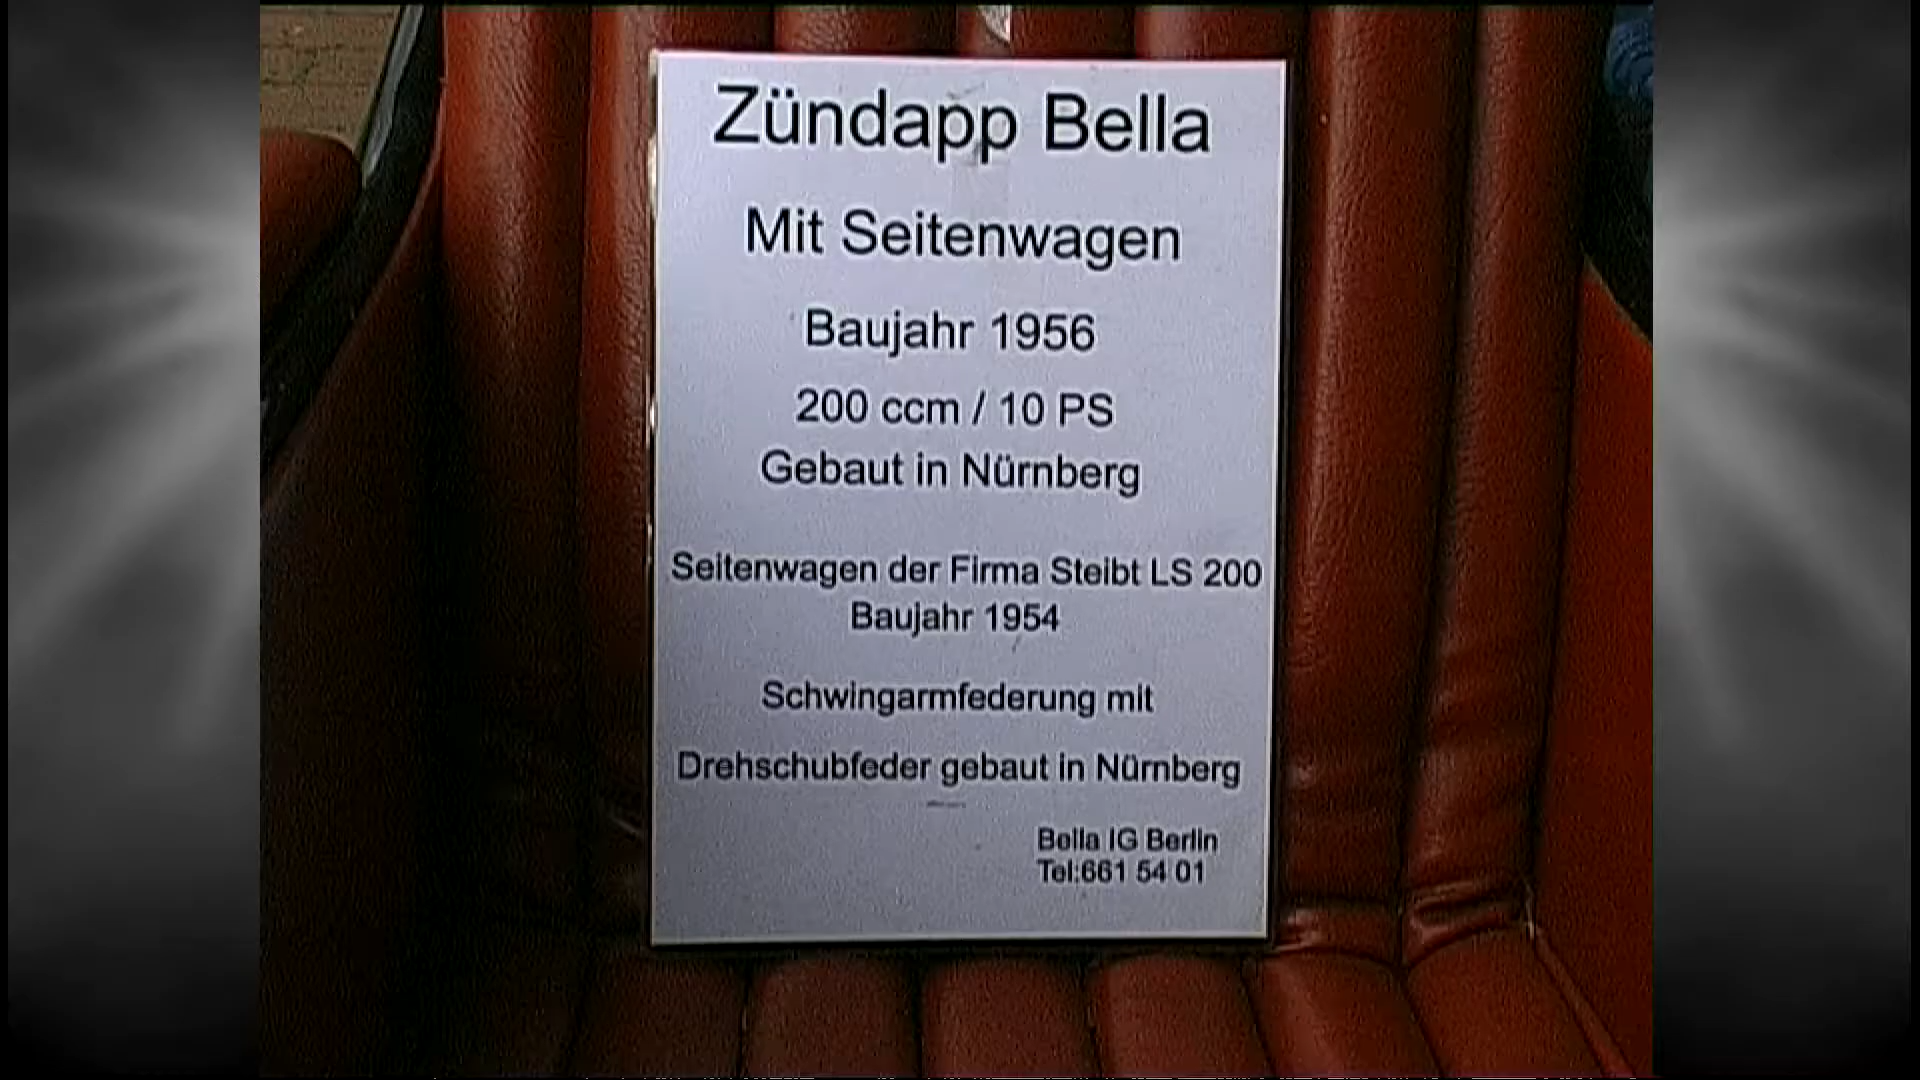 Zündapp Bella
Mit Seitenwagen
Baujahr 1956
200 ccm / 10 PS
Gebaut in Nürnberg
Seitenwagen der Firma Steibt LS 200
Baujahr 1954
Schwingarmfederung mit
Drehschubfeder gebaut in Nürnberg
Bella IG Berlin
Tel:661 54 01